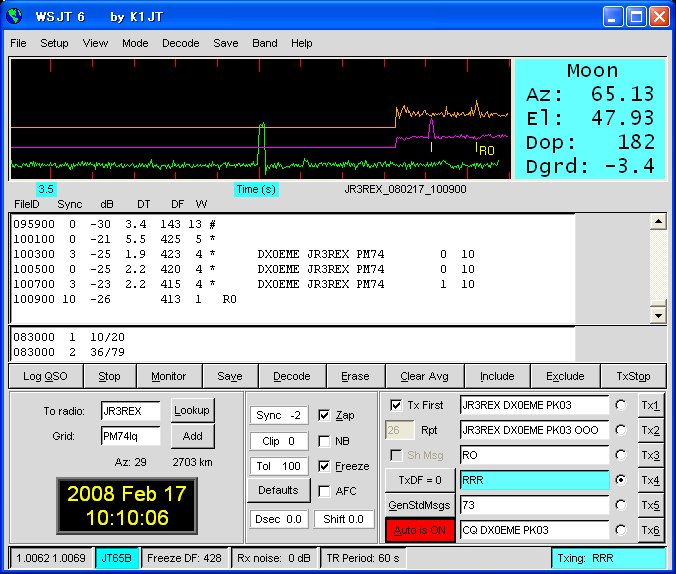 WSJT 6 by K1JT
File Setup View Mode Decode Save Band Help
Moon
Az: 65.13
El: 47.93
Dop: 182
Dgrd: -3.4
RO
3.5 Time (s) JR3REX_080217_100900
FileID Sync dB DT DF W
095900 0 -30 3.4 143 13 #
100100 0 -21 5.5 425 5 *
100300 3 -25 1.9 423 4 * DX0EME JR3REX PM74 0 10
100500 0 -25 2.2 420 4 * DX0EME JR3REX PM74 0 10
100700 3 -23 2.2 415 4 * DX0EME JR3REX PM74 1 10
100900 10 -26 413 1 RO
083000 1 10/20
083000 2 36/79
Log QSO Stop Monitor Save Decode Erase Clear Avg Include Exclude TxStop
To radio: JR3REX Lookup
Grid: PM74lq Add
Az: 29 2703 km
2008 Feb 17
10:10:06
Sync -2 Zap
Clip 0 NB
Tol 100 Freeze
Defaults AFC
Dsec 0.0 Shift 0.0
Tx First JR3REX DX0EME PK03 Tx1
26 Rpt JR3REX DX0EME PK03 OOO Tx2
Sh Msg RO Tx3
TxDF = 0 RRR Tx4
GenStdMsgs 73 Tx5
Auto is ON CQ DX0EME PK03 Tx6
1.0062 1.0069 JT65B Freeze DF: 428 Rx noise: 0 dB TR Period: 60 s Txing: RRR